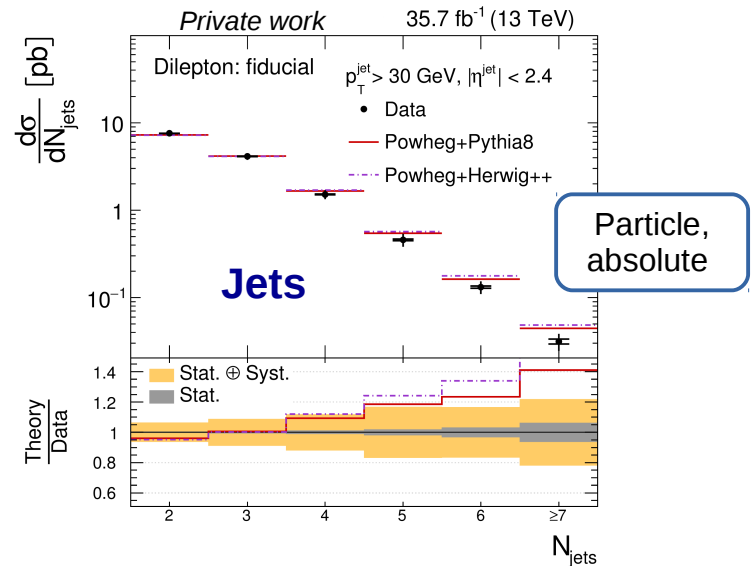 Private work
35.7 fb⁻¹ (13 TeV)
dσ
dN_jets
[pb]
Dilepton: fiducial
p_T^jet > 30 GeV, |η^jet| < 2.4
Data
Powheg+Pythia8
Powheg+Herwig++
10
1
10⁻¹
Jets
Particle,
absolute
Stat. ⊕ Syst.
Stat.
Theory
Data
1.4
1.2
1
0.8
0.6
2 3 4 5 6 ≥7
N_jets